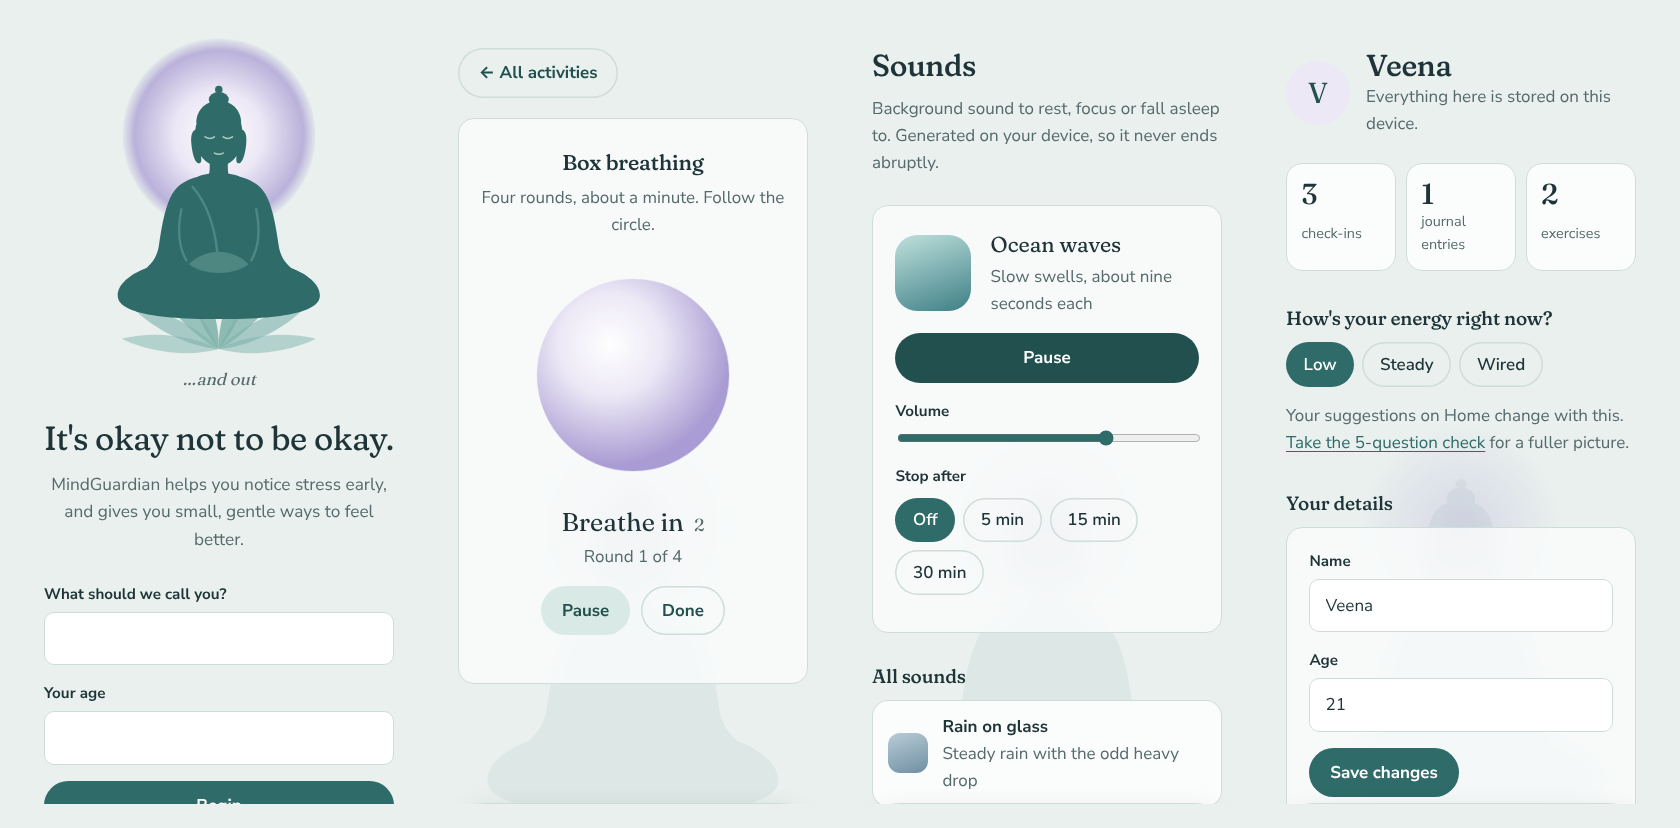 ...and out
It's okay not to be okay.
MindGuardian helps you notice stress early,
and gives you small, gentle ways to feel
better.
What should we call you?
Your age
Begin
← All activities
Box breathing
Four rounds, about a minute. Follow the
circle.
Breathe in 2
Round 1 of 4
Pause
Done
Sounds
Background sound to rest, focus or fall asleep
to. Generated on your device, so it never ends
abruptly.
Ocean waves
Slow swells, about nine
seconds each
Pause
Volume
Stop after
Off
5 min
15 min
30 min
All sounds
Rain on glass
Steady rain with the odd heavy
drop
V
Veena
Everything here is stored on this
device.
3
check-ins
1
journal
entries
2
exercises
How's your energy right now?
Low
Steady
Wired
Your suggestions on Home change with this.
Take the 5-question check for a fuller picture.
Your details
Name
Veena
Age
21
Save changes